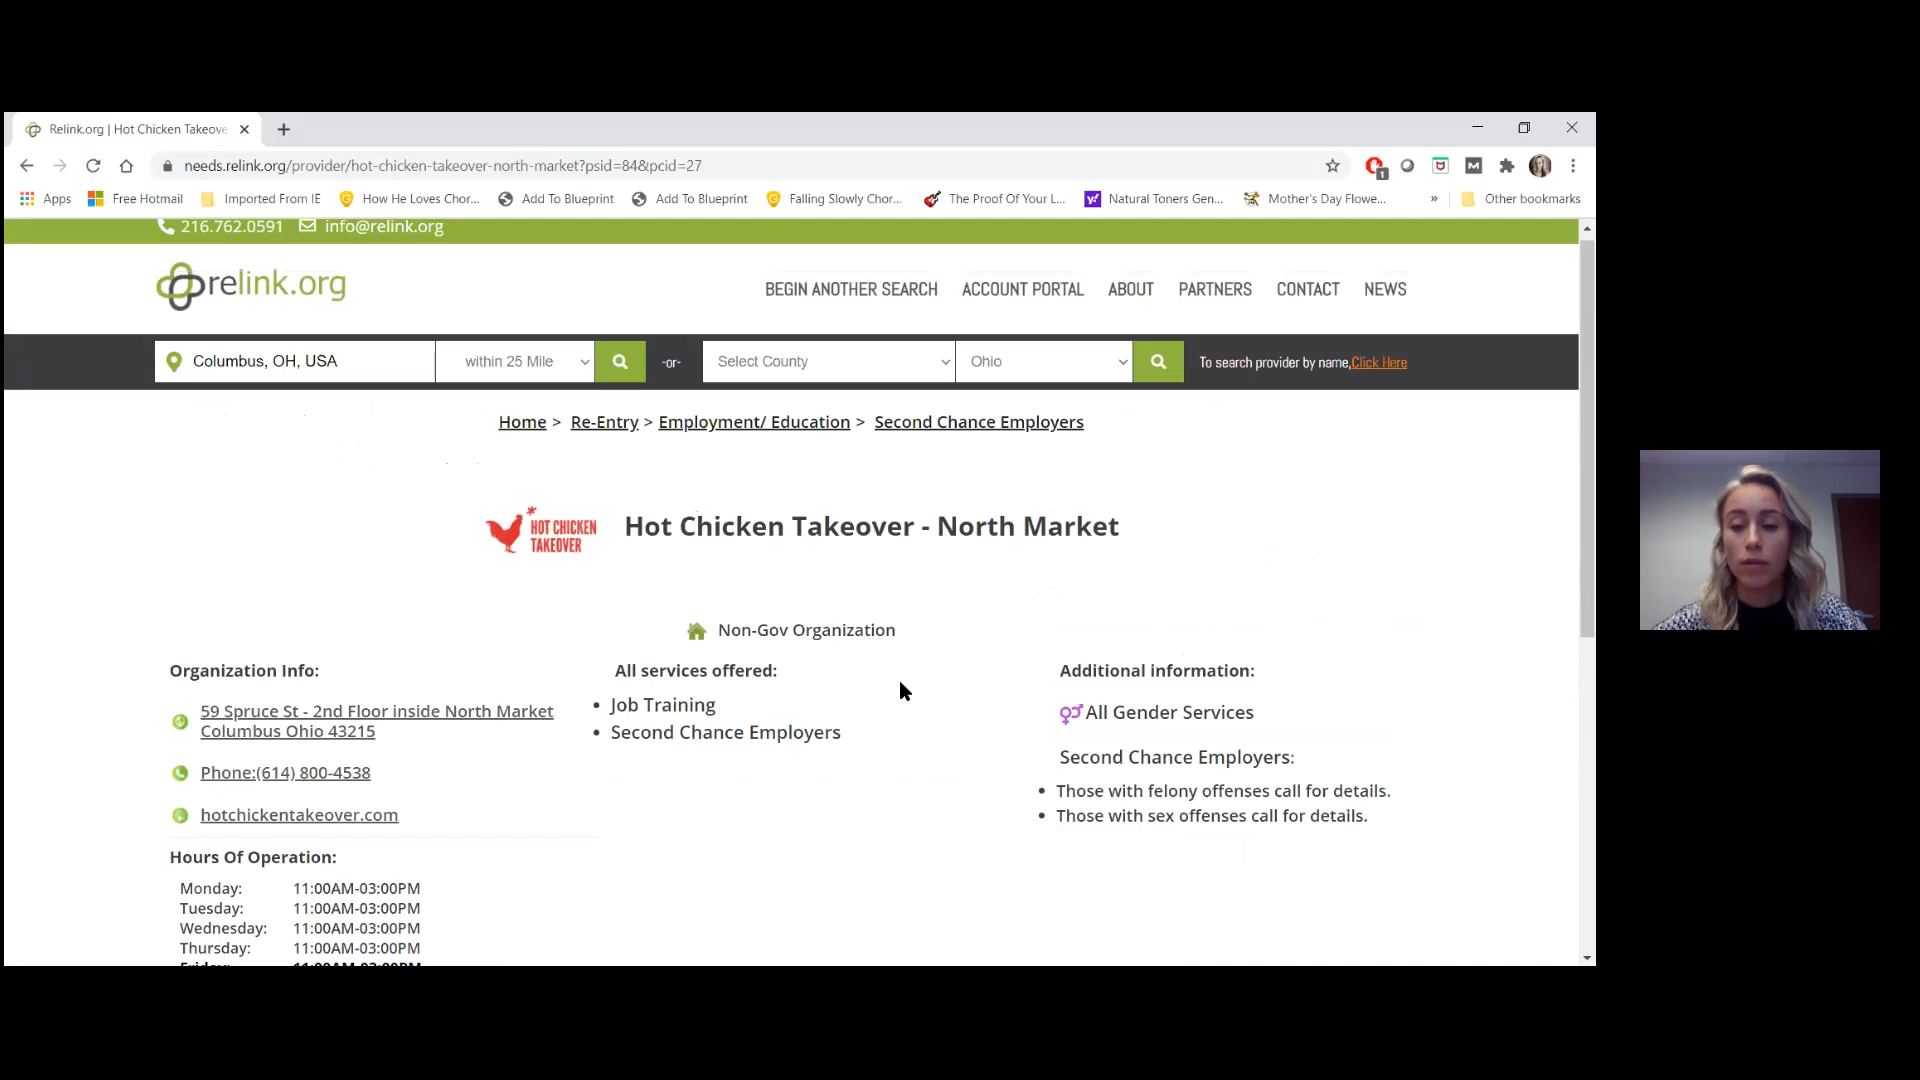 Relink.org | Hot Chicken Takeove
needs.relink.org/provider/hot-chicken-takeover-north-market?psid=84&pcid=27
1
M
Apps
Free Hotmail
Imported From IE
How He Loves Chor...
Add To Blueprint
Add To Blueprint
Falling Slowly Chor...
The Proof Of Your L...
Natural Toners Gen...
Mother's Day Flowe...
»
Other bookmarks
216.762.0591 info@relink.org
relink.org
BEGIN ANOTHER SEARCH ACCOUNT PORTAL ABOUT PARTNERS CONTACT NEWS
Columbus, OH, USA
within 25 Mile
-or-
Select County
Ohio
To search provider by name,Click Here
Home > Re-Entry > Employment/ Education > Second Chance Employers
HOT CHICKEN
TAKEOVER
Hot Chicken Takeover - North Market
Non-Gov Organization
Organization Info:
59 Spruce St - 2nd Floor inside North Market
Columbus Ohio 43215
Phone:(614) 800-4538
hotchickentakeover.com
Hours Of Operation:
Monday: 11:00AM-03:00PM
Tuesday: 11:00AM-03:00PM
Wednesday: 11:00AM-03:00PM
Thursday: 11:00AM-03:00PM
Friday: 11:00AM-03:00PM
All services offered:
• Job Training
• Second Chance Employers
Additional information:
All Gender Services
Second Chance Employers:
• Those with felony offenses call for details.
• Those with sex offenses call for details.